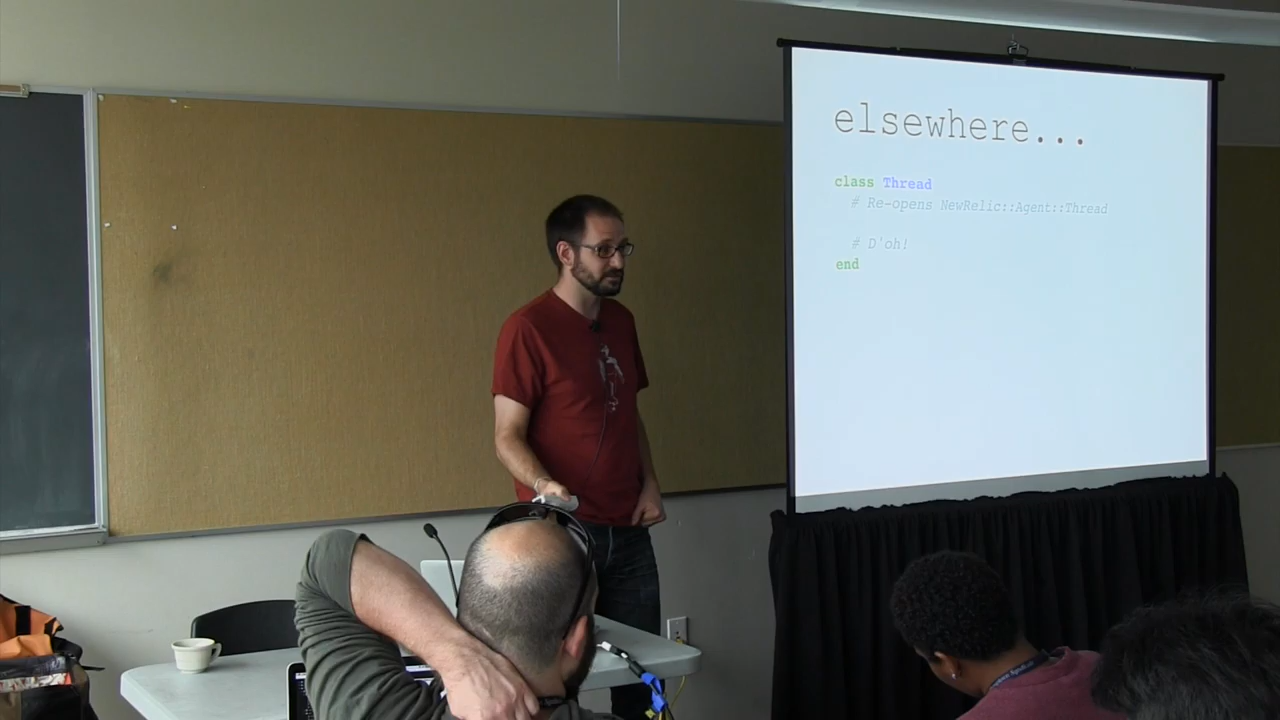 elsewhere...
class Thread
# Re-opens NewRelic::Agent::Thread
# D'oh!
end